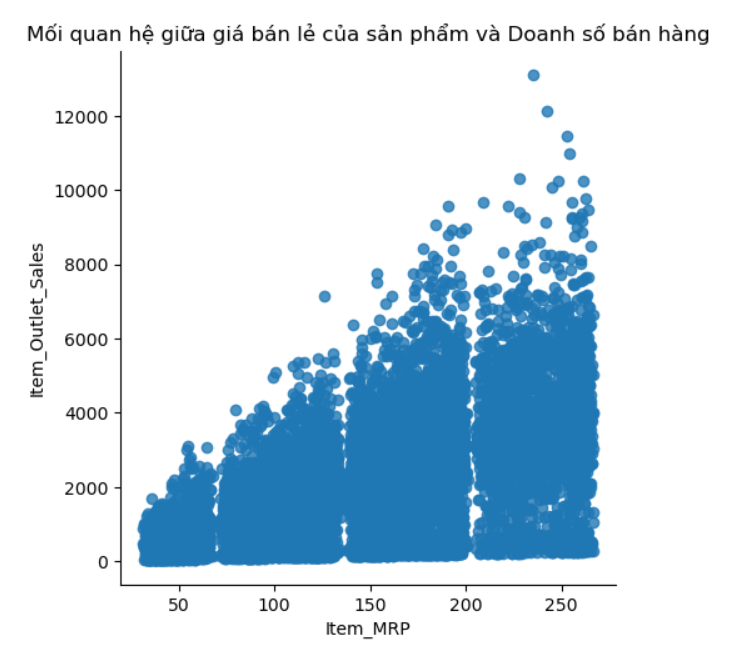 Mối quan hệ giữa giá bán lẻ của sản phẩm và Doanh số bán hàng
12000
10000
8000
6000
4000
2000
0
Item_Outlet_Sales
50 100 150 200 250
Item_MRP